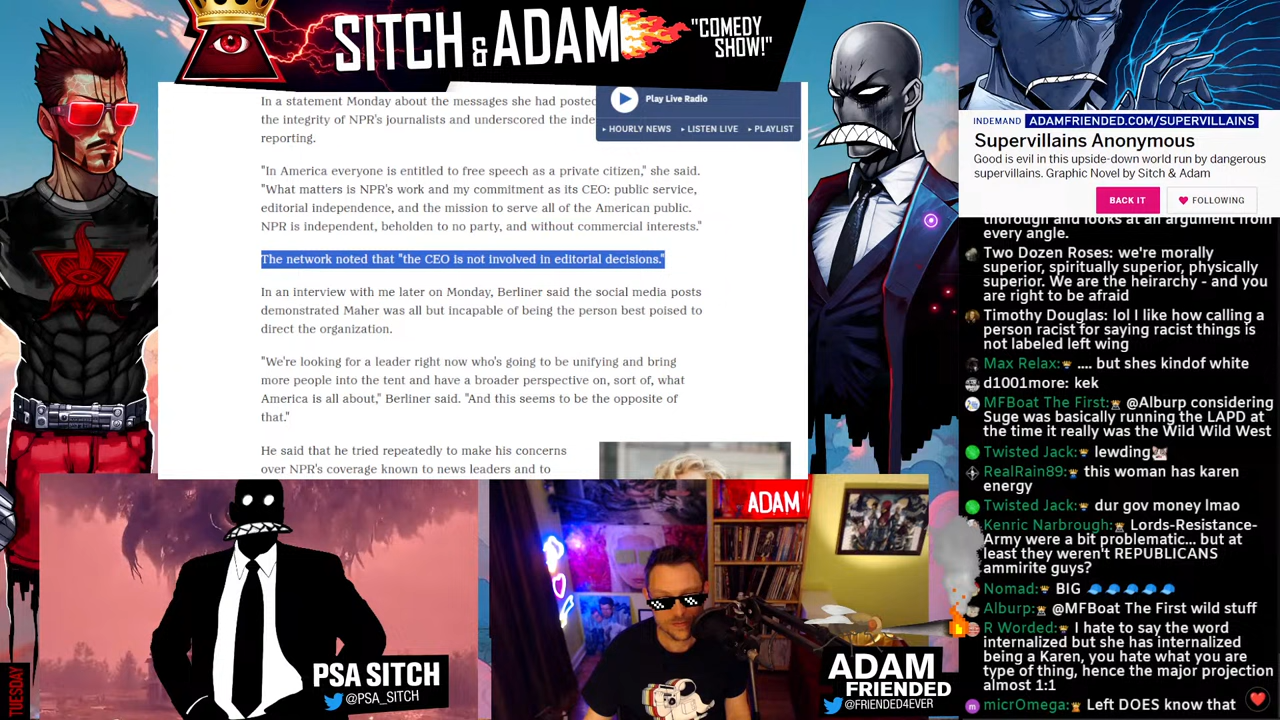 SITCH & ADAM
"COMEDY
SHOW!"
In a statement Monday about the messages she had posted
the integrity of NPR's journalists and underscored the inde
reporting.
Play Live Radio
HOURLY NEWS LISTEN LIVE PLAYLIST
"In America everyone is entitled to free speech as a private citizen," she said.
"What matters is NPR's work and my commitment as its CEO: public service,
editorial independence, and the mission to serve all of the American public.
NPR is independent, beholden to no party, and without commercial interests."
The network noted that "the CEO is not involved in editorial decisions."
In an interview with me later on Monday, Berliner said the social media posts
demonstrated Maher was all but incapable of being the person best poised to
direct the organization.
"We're looking for a leader right now who's going to be unifying and bring
more people into the tent and have a broader perspective on, sort of, what
America is all about," Berliner said. "And this seems to be the opposite of
that."
He said that he tried repeatedly to make his concerns
over NPR's coverage known to news leaders and to
INDEMAND ADAMFRIENDED.COM/SUPERVILLAINS
Supervillains Anonymous
Good is evil in this upside-down world run by dangerous
supervillains. Graphic Novel by Sitch & Adam
BACK IT
FOLLOWING
thorough and looks at an argument from
every angle.
Two Dozen Roses: we're morally
superior, spiritually superior, physically
superior. We are the heirarchy - and you
are right to be afraid
Timothy Douglas: lol I like how calling a
person racist for saying racist things is
not labeled left wing
Max Relax: .... but shes kindof white
d1001more: kek
MFBoat The First: @Alburp considering
Suge was basically running the LAPD at
the time it really was the Wild Wild West
Twisted Jack: lewding
RealRain89: this woman has karen
energy
Twisted Jack: dur gov money lmao
Kenric Narbrough: Lords-Resistance-
Army were a bit problematic... but at
least they weren't REPUBLICANS
ammirite guys?
Nomad: BIG
Alburp: @MFBoat The First wild stuff
R Worded: I hate to say the word
internalized but she has internalized
being a Karen, you hate what you are
type of thing, hence the major projection
almost 1:1
micrOmega: Left DOES know that
TUESDAY
PSA SITCH
@PSA_SITCH
ADAM
ADAM
FRIENDED
@FRIENDED4EVER